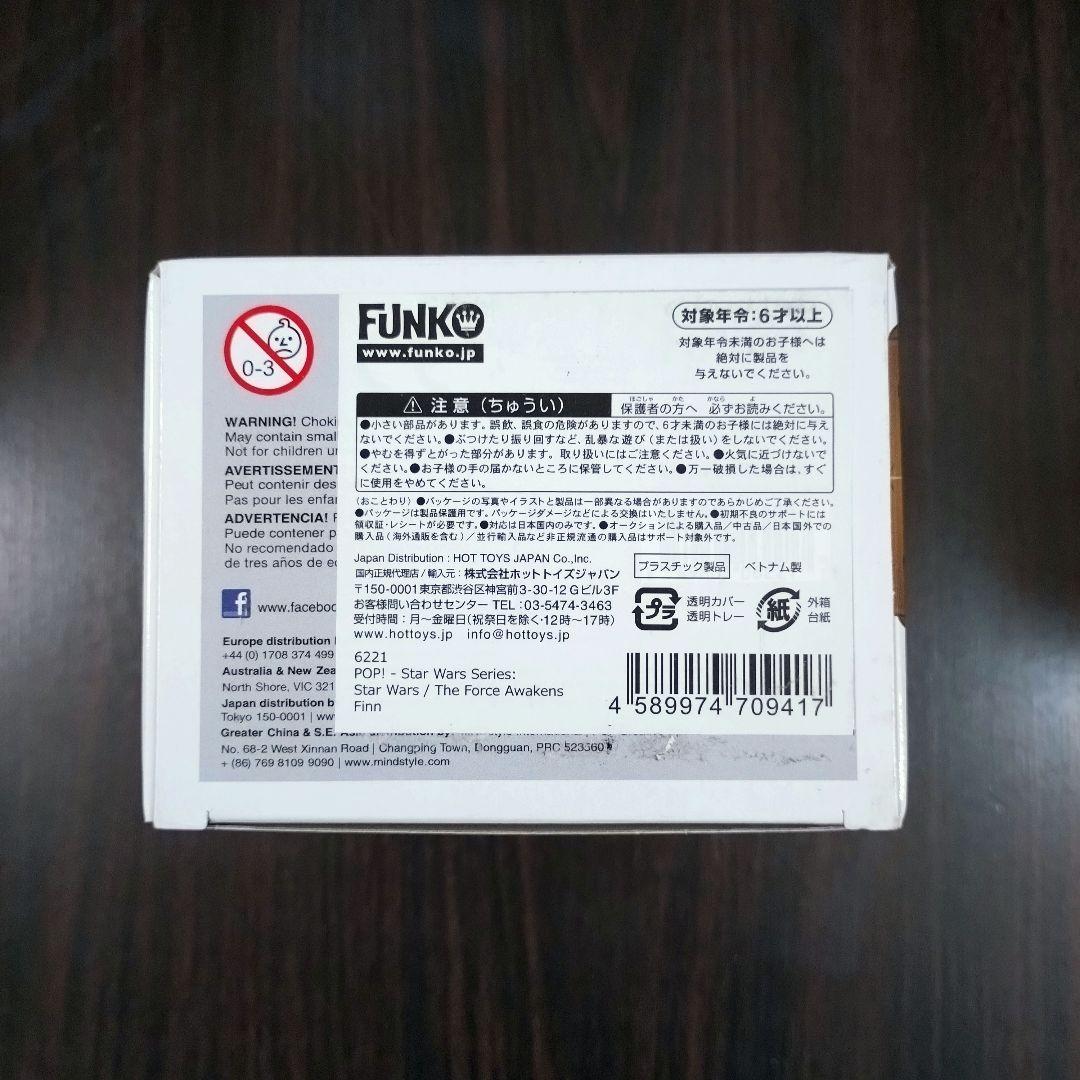 0-3
WARNING! Choki
May contain small
Not for children u
AVERTISSEMENT
Peut contenir des
Pas pour les enfan
ADVERTENCIA!
Puede contener p
No recomendado
de tres años de e
www.faceboo
Europe distribution
+44 (0) 1708 374 499
Australia & New Zea
North Shore, VIC 321
Japan distribution b
Tokyo 150-0001 | ww
Greater China & S.E.
No. 68-2 West Xinnan Road | Changping Town, Dongguan, PRC 523560
+ (86) 769 8109 9090 | www.mindstyle.com
FUNKO
www.funko.jp
対象年令:6才以上
対象年令未満のお子様へは
絶対に製品を
与えないでください。
注意(ちゅうい)
ほごしゃ かた かなら よ
保護者の方へ 必ずお読みください。
●小さい部品があります。誤飲、誤食の危険がありますので、6才未満のお子様には絶対に与え
ないでください。●ぶつけたり振り回すなど、乱暴な遊び(または扱い)をしないでください。
●やむを得ずとがった部分があります。取り扱いにはご注意ください。●火気に近づけないで
ください。●お子様の手の届かないところに保管してください。●万一破損した場合は、すぐ
に使用をやめてください。
(おことわり)●パッケージの写真やイラストと製品は一部異なる場合がありますのであらかじめご了承ください。
●パッケージは製品保護用です。パッケージダメージなどによる交換はいたしません。●初期不良のサポートには
領収証・レシートが必要です。●対応は日本国内のみです。●オークションによる購入品/中古品/日本国外での
購入品(海外通販を含む)/並行輸入品など非正規流通の購入品はサポート対象外です。
Japan Distribution : HOT TOYS JAPAN Co.,Inc.
国内正規代理店/輸入元:株式会社ホットトイズジャパン
〒150-0001東京都渋谷区神宮前3-30-12 Gビル3F
お客様問い合わせセンター TEL:03-5474-3463
受付時間:月〜金曜日(祝祭日を除く・12時〜17時)
www.hottoys.jp info@hottoys.jp
プラスチック製品 ベトナム製
プラ
透明カバー
透明トレー
紙
外箱
台紙
6221
POP! - Star Wars Series:
Star Wars / The Force Awakens
Finn
4 589974 709417